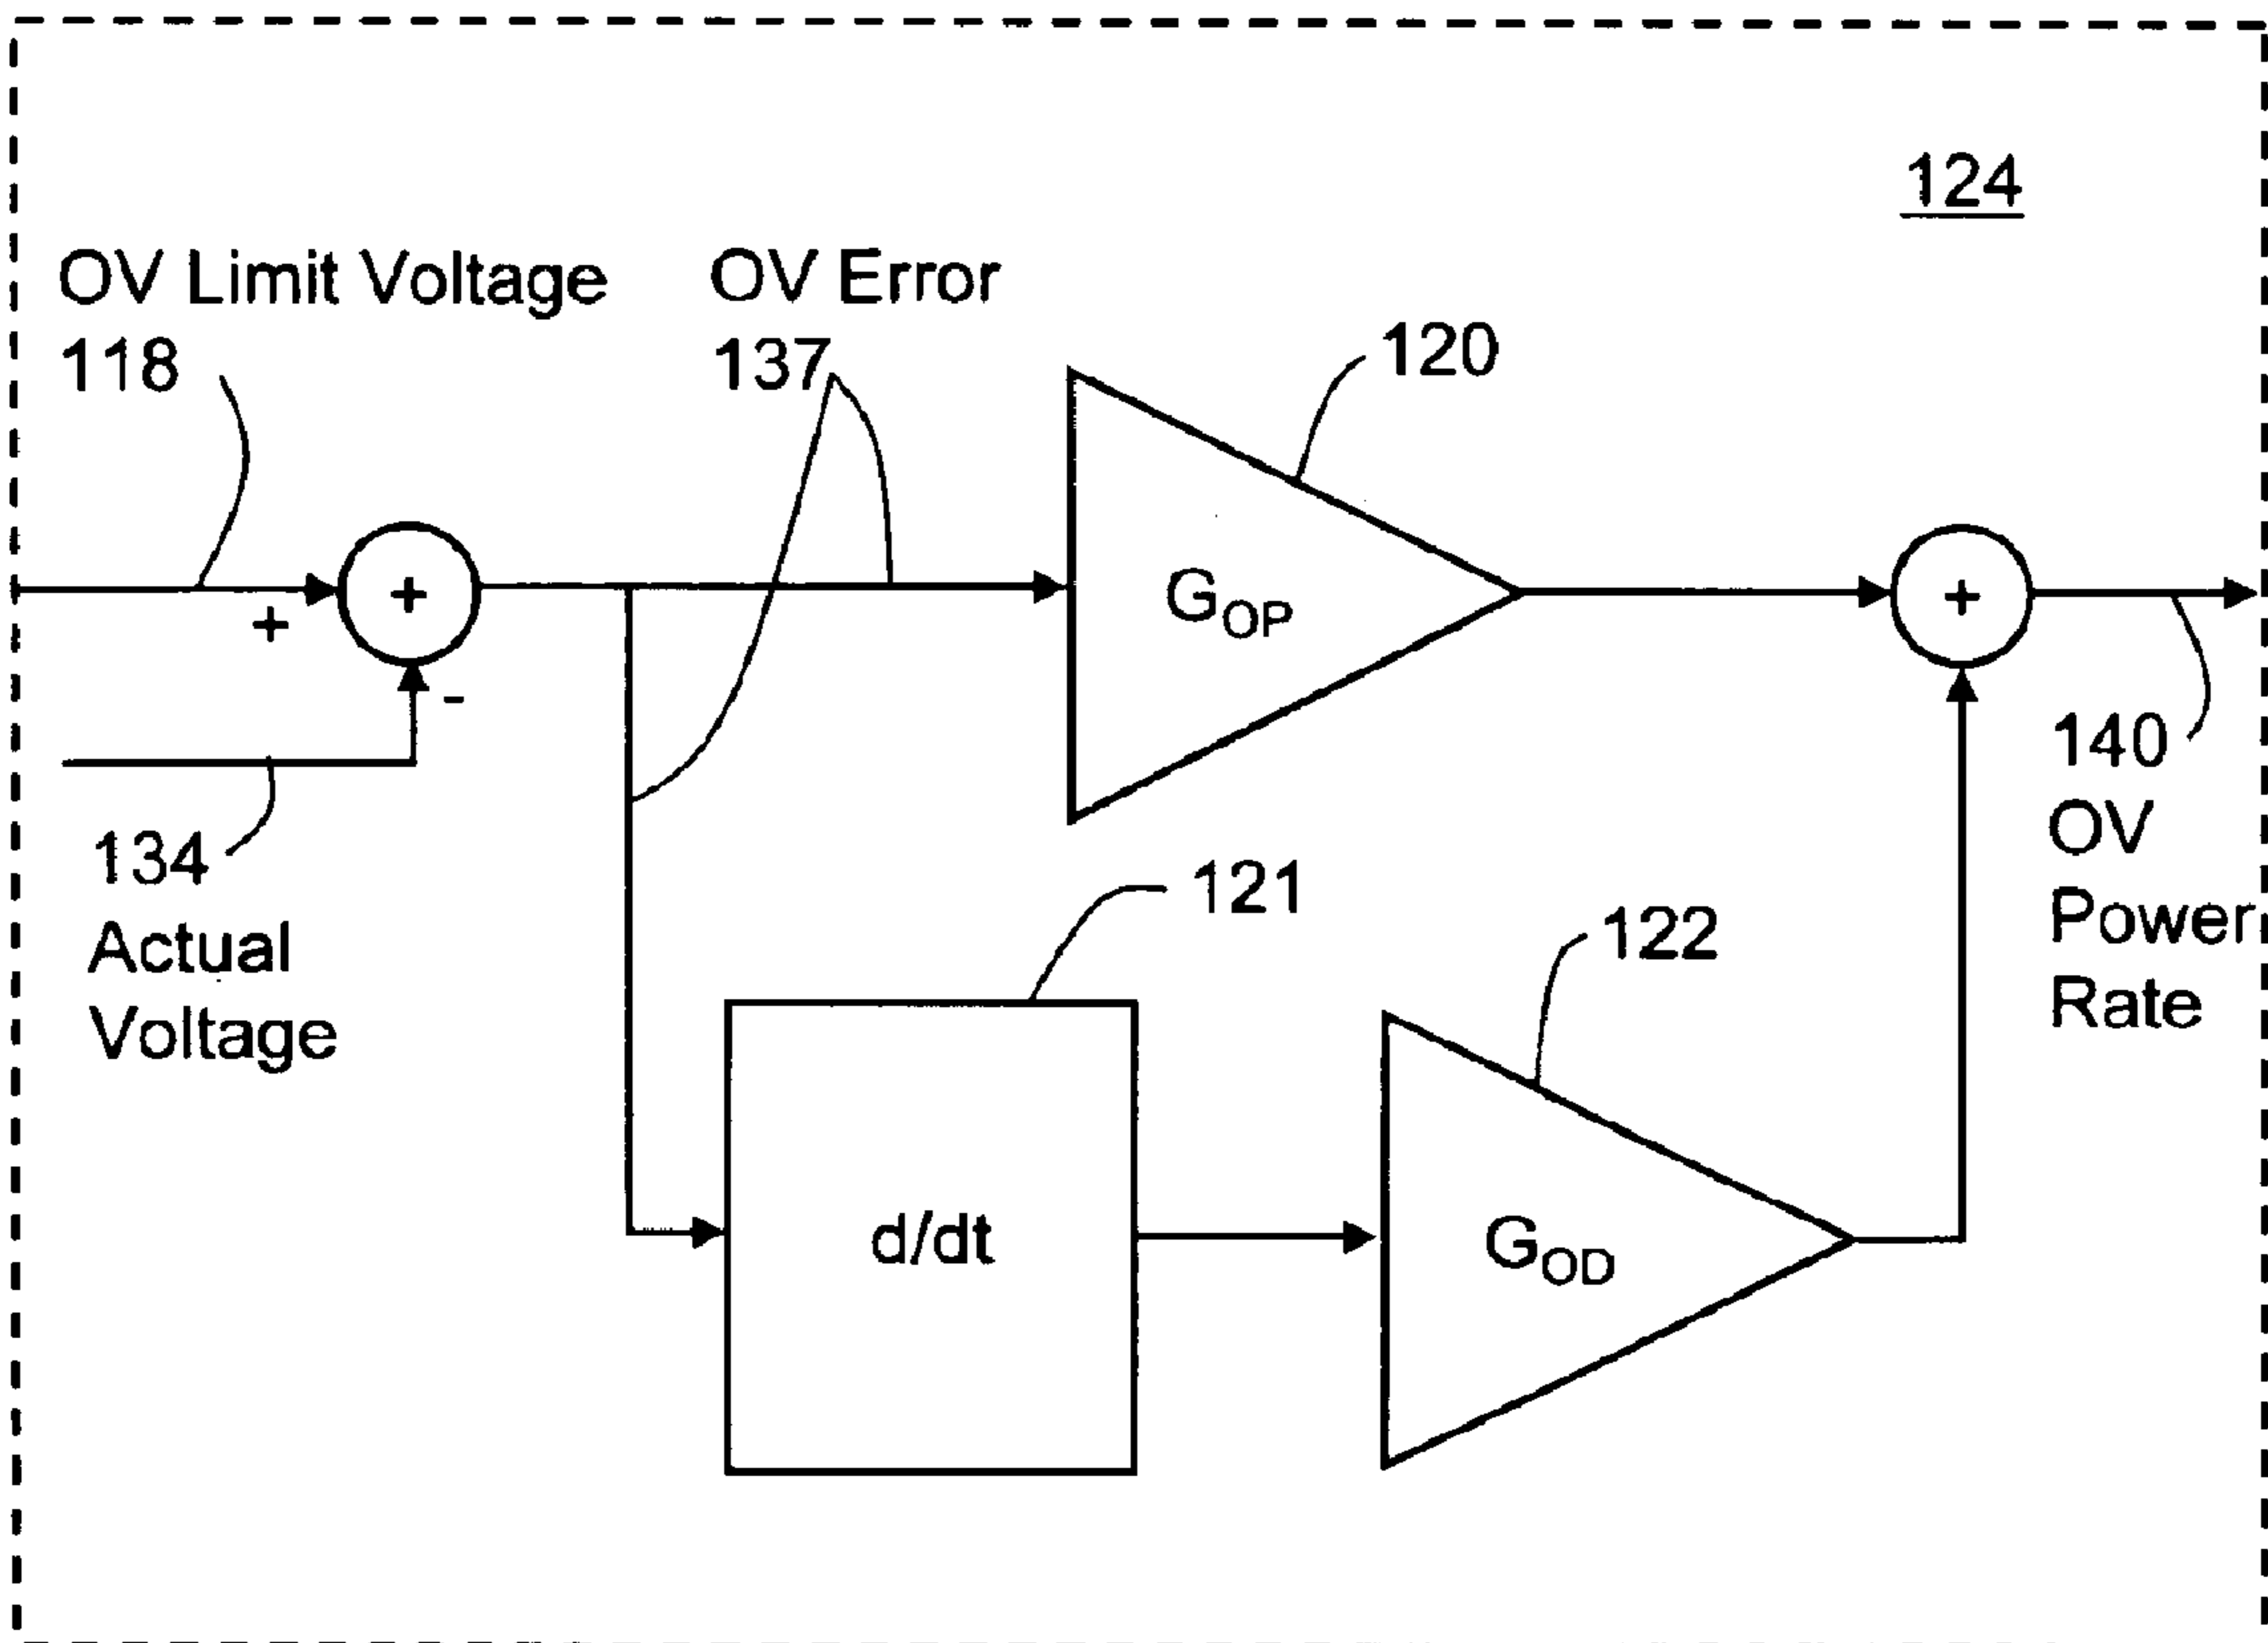 124
OV Limit Voltage
118
OV Error
137
120
+
+
-
G_OP
+
134
Actual
Voltage
140
OV
Power
Rate
121
122
d/dt
G_OD